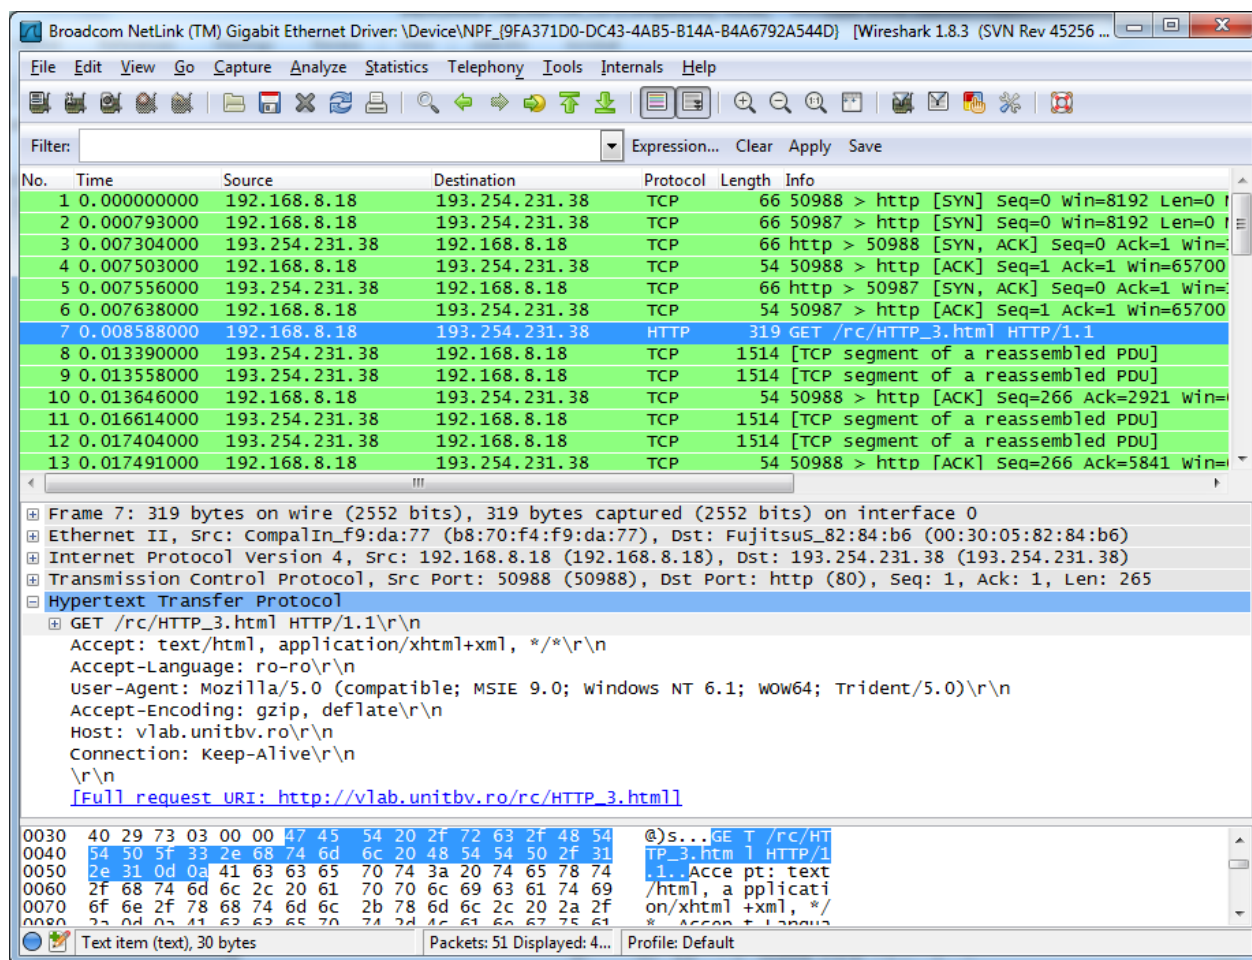 Broadcom NetLink (TM) Gigabit Ethernet Driver: \Device\NPF_{9FA371D0-DC43-4AB5-B14A-B4A6792A544D} [Wireshark 1.8.3 (SVN Rev 45256 ...
File Edit View Go Capture Analyze Statistics Telephony Tools Internals Help
Filter: Expression... Clear Apply Save
No. Time Source Destination Protocol Length Info
1 0.000000000 192.168.8.18 193.254.231.38 TCP 66 50988 > http [SYN] Seq=0 Win=8192 Len=0
2 0.000793000 192.168.8.18 193.254.231.38 TCP 66 50987 > http [SYN] Seq=0 Win=8192 Len=0
3 0.007304000 193.254.231.38 192.168.8.18 TCP 66 http > 50988 [SYN, ACK] Seq=0 Ack=1 Win=
4 0.007503000 192.168.8.18 193.254.231.38 TCP 54 50988 > http [ACK] Seq=1 Ack=1 Win=65700
5 0.007556000 193.254.231.38 192.168.8.18 TCP 66 http > 50987 [SYN, ACK] Seq=0 Ack=1 Win=
6 0.007638000 192.168.8.18 193.254.231.38 TCP 54 50987 > http [ACK] Seq=1 Ack=1 Win=65700
7 0.008588000 192.168.8.18 193.254.231.38 HTTP 319 GET /rc/HTTP_3.html HTTP/1.1
8 0.013390000 193.254.231.38 192.168.8.18 TCP 1514 [TCP segment of a reassembled PDU]
9 0.013558000 193.254.231.38 192.168.8.18 TCP 1514 [TCP segment of a reassembled PDU]
10 0.013646000 192.168.8.18 193.254.231.38 TCP 54 50988 > http [ACK] Seq=266 Ack=2921 Win=
11 0.016614000 193.254.231.38 192.168.8.18 TCP 1514 [TCP segment of a reassembled PDU]
12 0.017404000 193.254.231.38 192.168.8.18 TCP 1514 [TCP segment of a reassembled PDU]
13 0.017491000 192.168.8.18 193.254.231.38 TCP 54 50988 > http [ACK] Seq=266 Ack=5841 Win=
Frame 7: 319 bytes on wire (2552 bits), 319 bytes captured (2552 bits) on interface 0
Ethernet II, Src: CompalIn_f9:da:77 (b8:70:f4:f9:da:77), Dst: FujitsuS_82:84:b6 (00:30:05:82:84:b6)
Internet Protocol Version 4, Src: 192.168.8.18 (192.168.8.18), Dst: 193.254.231.38 (193.254.231.38)
Transmission Control Protocol, Src Port: 50988 (50988), Dst Port: http (80), Seq: 1, Ack: 1, Len: 265
Hypertext Transfer Protocol
GET /rc/HTTP_3.html HTTP/1.1\r\n
Accept: text/html, application/xhtml+xml, */*\r\n
Accept-Language: ro-ro\r\n
User-Agent: Mozilla/5.0 (compatible; MSIE 9.0; Windows NT 6.1; WOW64; Trident/5.0)\r\n
Accept-Encoding: gzip, deflate\r\n
Host: vlab.unitbv.ro\r\n
Connection: Keep-Alive\r\n
\r\n
[Full request URI: http://vlab.unitbv.ro/rc/HTTP_3.html]
0030 40 29 73 03 00 00 47 45 54 20 2f 72 63 2f 48 54 @)s...GE T /rc/HT
0040 54 50 5f 33 2e 68 74 6d 6c 20 48 54 54 50 2f 31 TP_3.htm l HTTP/1
0050 2e 31 0d 0a 41 63 63 65 70 74 3a 20 74 65 78 74 .1..Acce pt: text
0060 2f 68 74 6d 6c 2c 20 61 70 70 6c 69 63 61 74 69 /html, a pplicati
0070 6f 6e 2f 78 68 74 6d 6c 2b 78 6d 6c 2c 20 2a 2f on/xhtml +xml, */
0080 2a 0d 0a 41 63 63 65 70 74 2d 4c 61 6e 67 75 61 *..Accep t-Langua
Text item (text), 30 bytes Packets: 51 Displayed: 4... Profile: Default